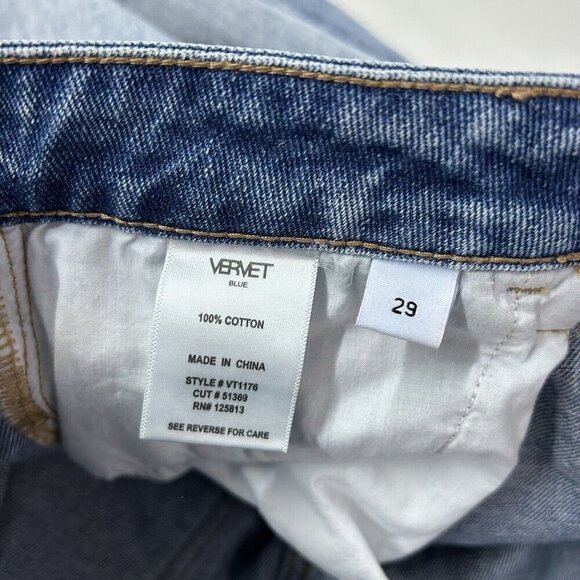 VERVET
BLUE
100% COTTON
MADE IN CHINA
STYLE # VT1176
CUT # 51369
RN# 125813
SEE REVERSE FOR CARE
29